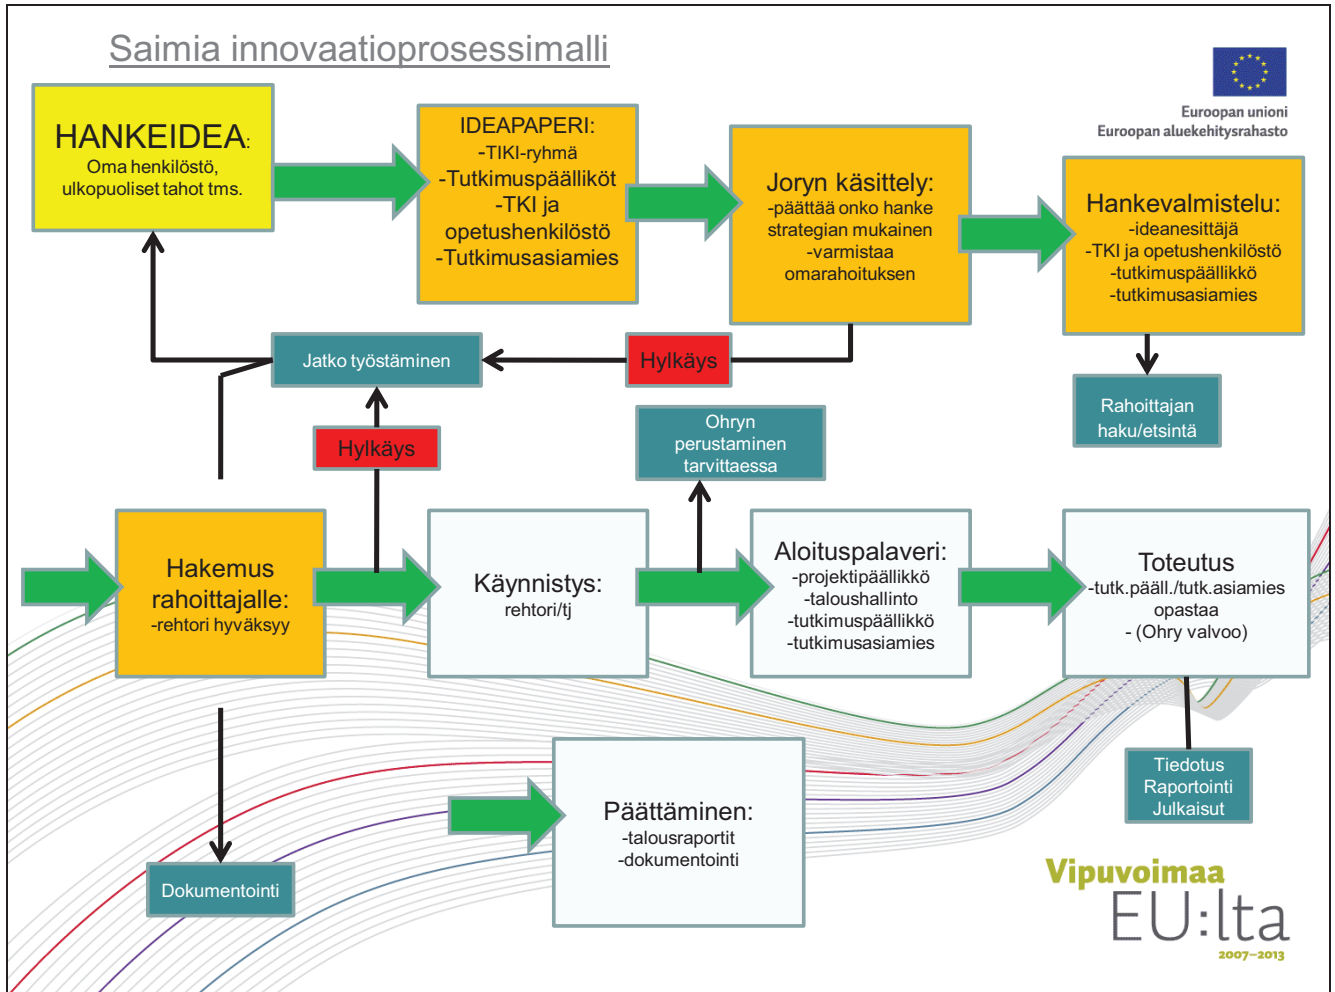 Saimia innovaatioprosessimalli
Euroopan unioni
Euroopan aluekehitysrahasto
HANKEIDEA:
Oma henkilöstö,
ulkopuoliset tahot tms.
IDEAPAPERI:
-TIKI-ryhmä
-Tutkimuspäälliköt
-TKI ja
opetushenkilöstö
-Tutkimusasiamies
Joryn käsittely:
-päättää onko hanke
strategian mukainen
-varmistaa
omarahoituksen
Hankevalmistelu:
-ideanesittäjä
-TKI ja opetushenkilöstö
-tutkimuspäällikkö
-tutkimusasiamies
Jatko työstäminen
Hylkäys
Rahoittajan
haku/etsintä
Hylkäys
Ohryn
perustaminen
tarvittaessa
Hakemus
rahoittajalle:
-rehtori hyväksyy
Käynnistys:
rehtori/tj
Aloituspalaveri:
-projektipäällikkö
-taloushallinto
-tutkimuspäällikkö
-tutkimusasiamies
Toteutus
-tutk.pääll./tutk.asiamies
opastaa
- (Ohry valvoo)
Tiedotus
Raportointi
Julkaisut
Päättäminen:
-talousraportit
-dokumentointi
Dokumentointi
Vipuvoimaa
EU:lta
2007–2013